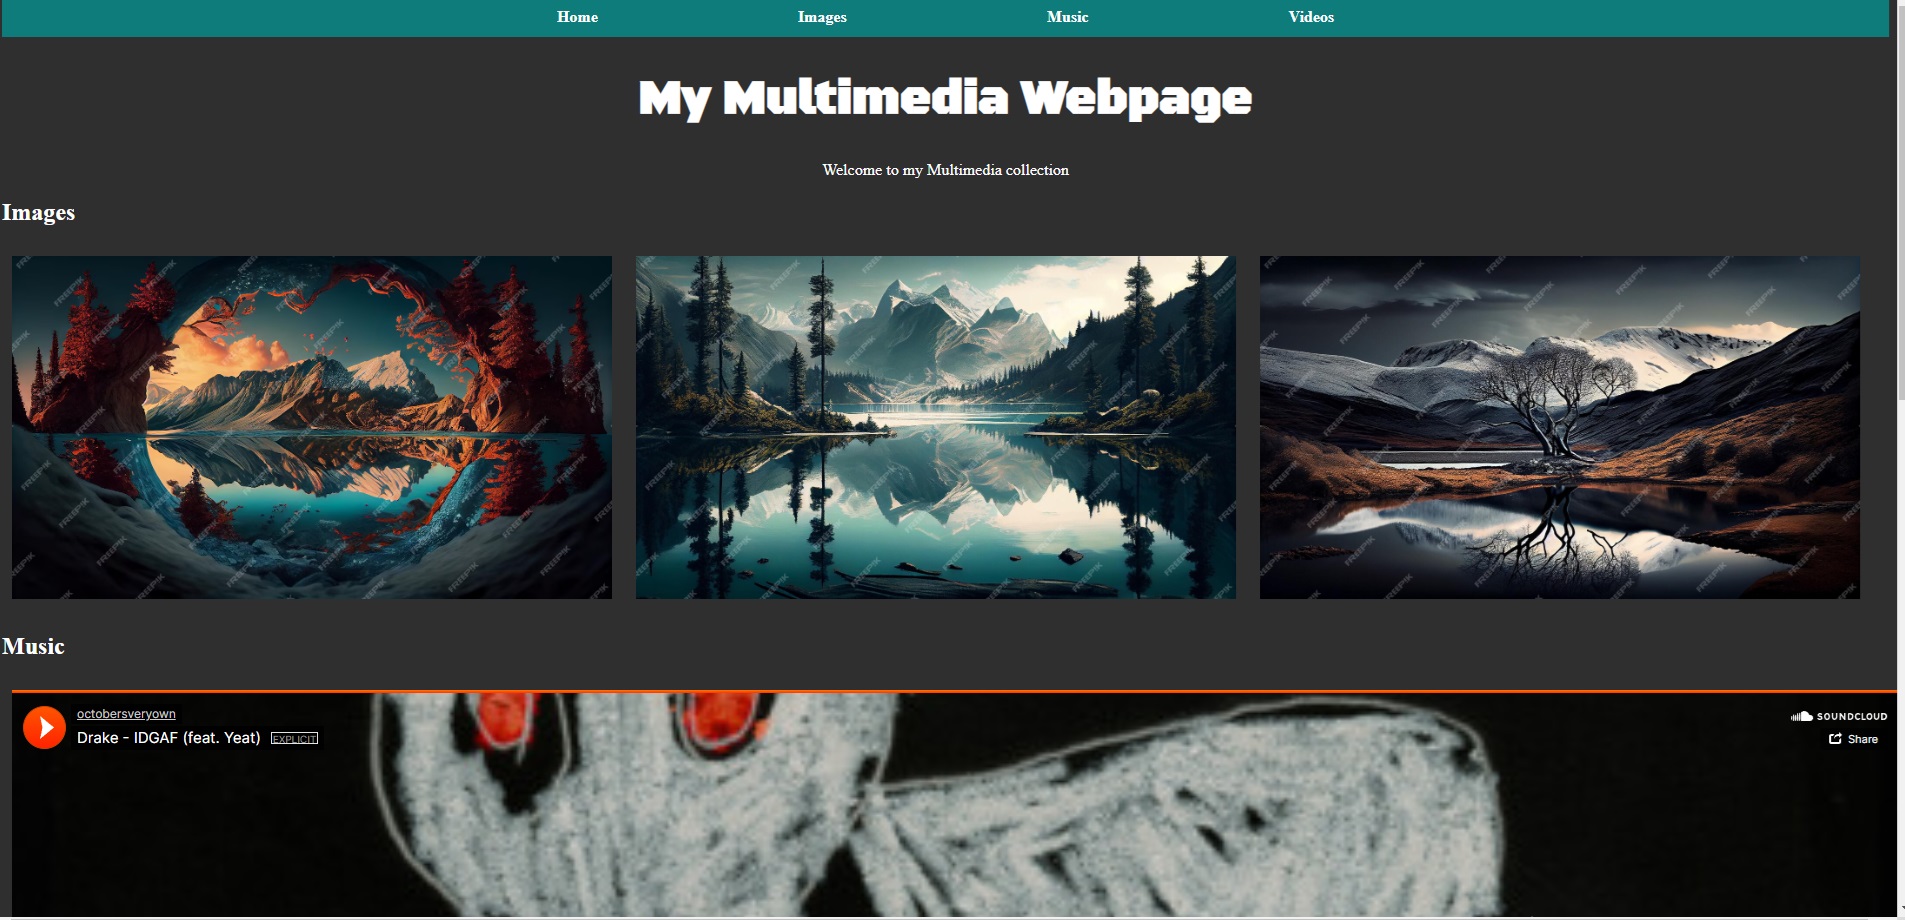 Home Images Music Videos
My Multimedia Webpage
Welcome to my Multimedia collection
Images
FREEPIK
Music
octobersveryown
Drake - IDGAF (feat. Yeat) EXPLICIT
SOUNDCLOUD
Share